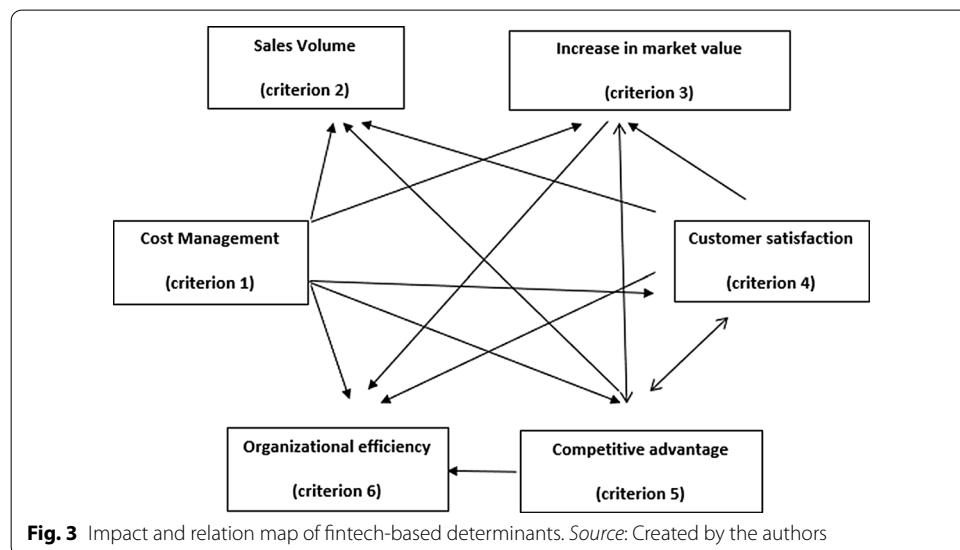 Sales Volume
(criterion 2)
Increase in market value
(criterion 3)
Cost Management
(criterion 1)
Customer satisfaction
(criterion 4)
Organizational efficiency
(criterion 6)
Competitive advantage
(criterion 5)
Fig. 3 Impact and relation map of fintech-based determinants. Source: Created by the authors